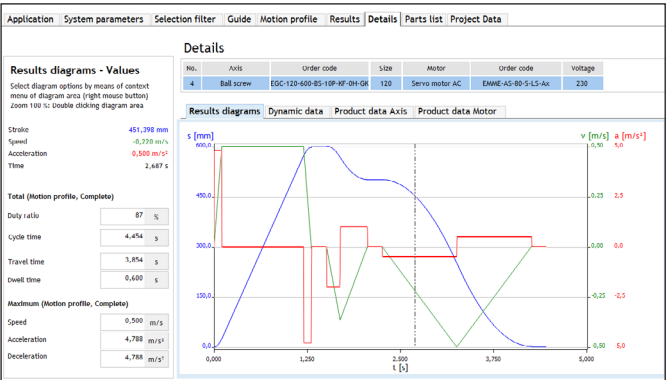 Application System parameters Selection filter Guide Motion profile Results Details Parts list Project Data
Details
Results diagrams - Values
Select diagram options by means of context
menu of diagram area (right mouse button)
Zoom 100 %: Double clicking diagram area
Stroke 451,398 mm
Speed -0,220 m/s
Acceleration -0,500 m/s²
Time 2,687 s
Total (Motion profile, Complete)
Duty ratio 87 %
Cycle time 4,454 s
Travel time 3,854 s
Dwell time 0,600 s
Maximum (Motion profile, Complete)
Speed 0,500 m/s
Acceleration 4,788 m/s²
Deceleration 4,788 m/s²
No. Axis Order code Size Motor Order code Voltage
4 Ball screw EGC-120-600-BS-10P-KF-0H-GK 120 Servo motor AC EMME-AS-80-S-LS-Ax 230
Results diagrams Dynamic data Product data Axis Product data Motor
s [mm] v [m/s] a [m/s²]
600,0 0,50 5,0
450,0 0,25 2,5
300,0 0,00 0,0
150,0 -0,25 -2,5
0,0 -0,50 5,0
0,000 1,250 2,500 3,750 5,000
t [s]